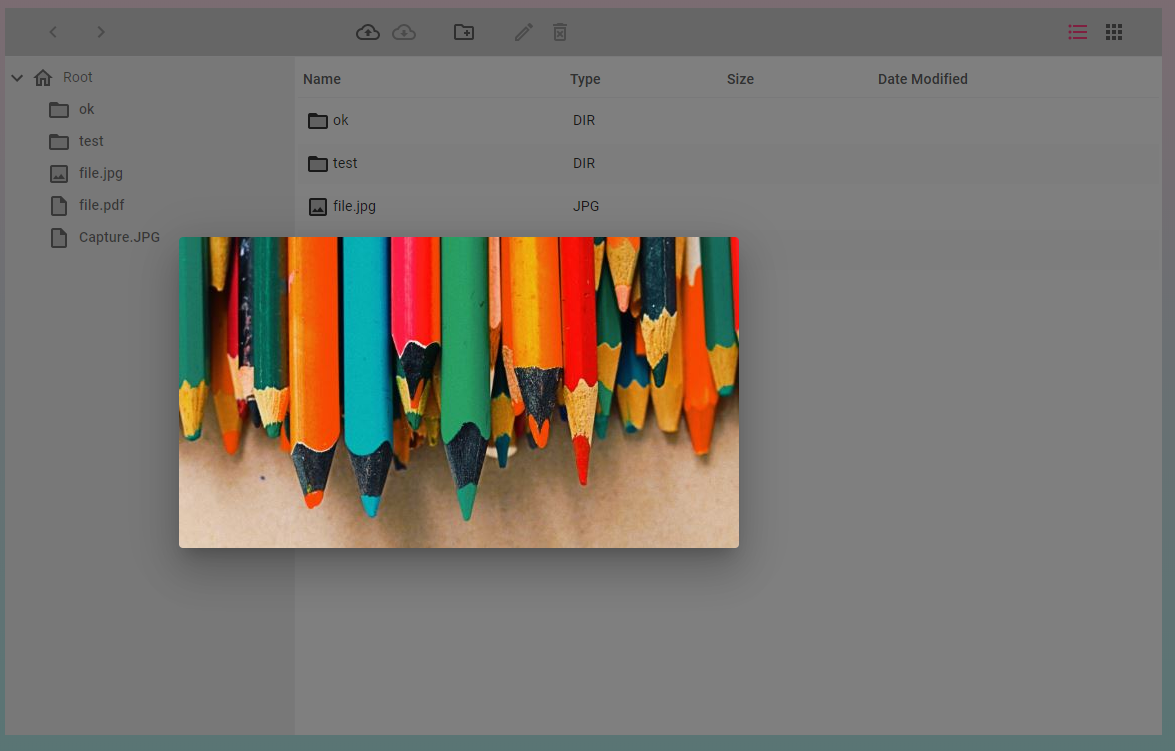 Root
ok
test
file.jpg
file.pdf
Capture.JPG
Name Type Size Date Modified
ok DIR
test DIR
file.jpg JPG